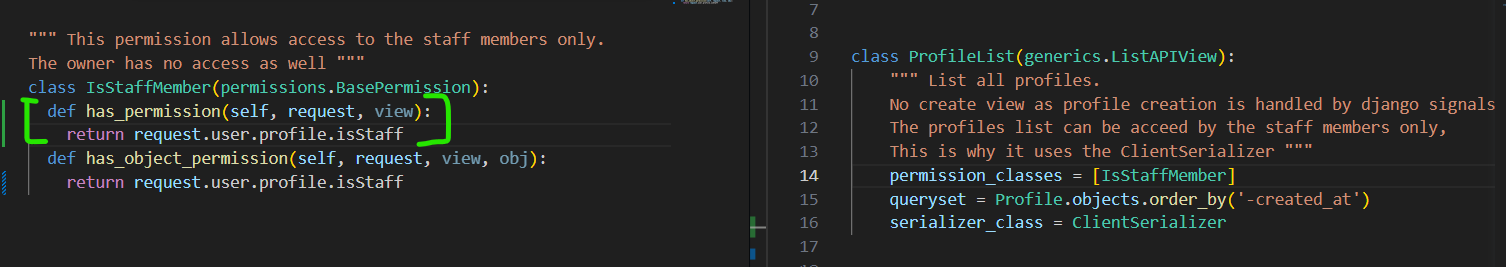 """ This permission allows access to the staff members only.
The owner has no access as well """
class IsStaffMember(permissions.BasePermission):
def has_permission(self, request, view):
return request.user.profile.isStaff
def has_object_permission(self, request, view, obj):
return request.user.profile.isStaff
7
8
9 class ProfileList(generics.ListAPIView):
10 """ List all profiles.
11 No create view as profile creation is handled by django signals
12 The profiles list can be acceed by the staff members only,
13 This is why it uses the ClientSerializer """
14 permission_classes = [IsStaffMember]
15 queryset = Profile.objects.order_by('-created_at')
16 serializer_class = ClientSerializer
17